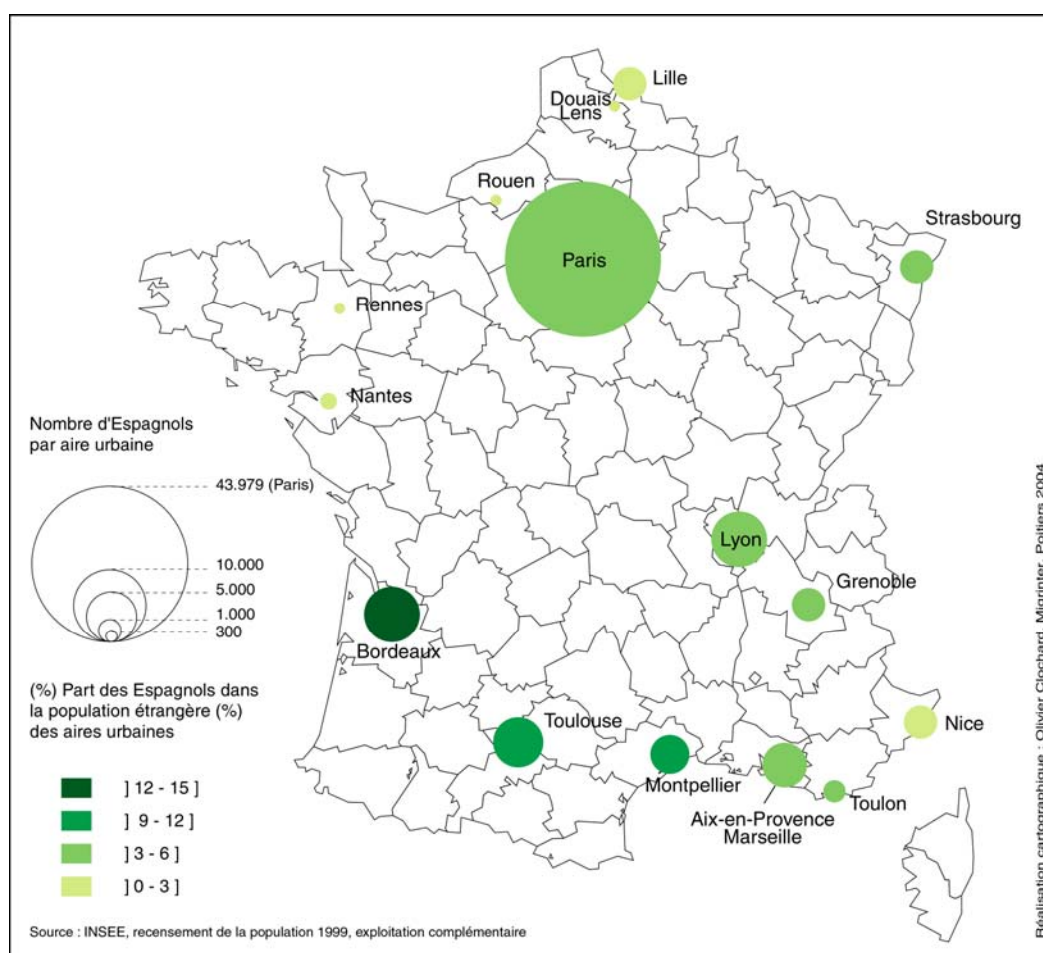 Lille
Douais
Lens
Rouen
Strasbourg
Paris
Rennes
Nantes
Nombre d'Espagnols
par aire urbaine
43.979 (Paris)
10.000
5.000
1.000
300
Lyon
Grenoble
Bordeaux
(%) Part des Espagnols dans
la population étrangère (%)
des aires urbaines
Toulouse
Nice
Montpellier
Toulon
Aix-en-Provence
Marseille
] 12 - 15 ]
] 9 - 12 ]
] 3 - 6 ]
] 0 - 3 ]
Source : INSEE, recensement de la population 1999, exploitation complémentaire
Réalisation cartographique : Olivier Clochard, Migrinter, Poitiers 2004